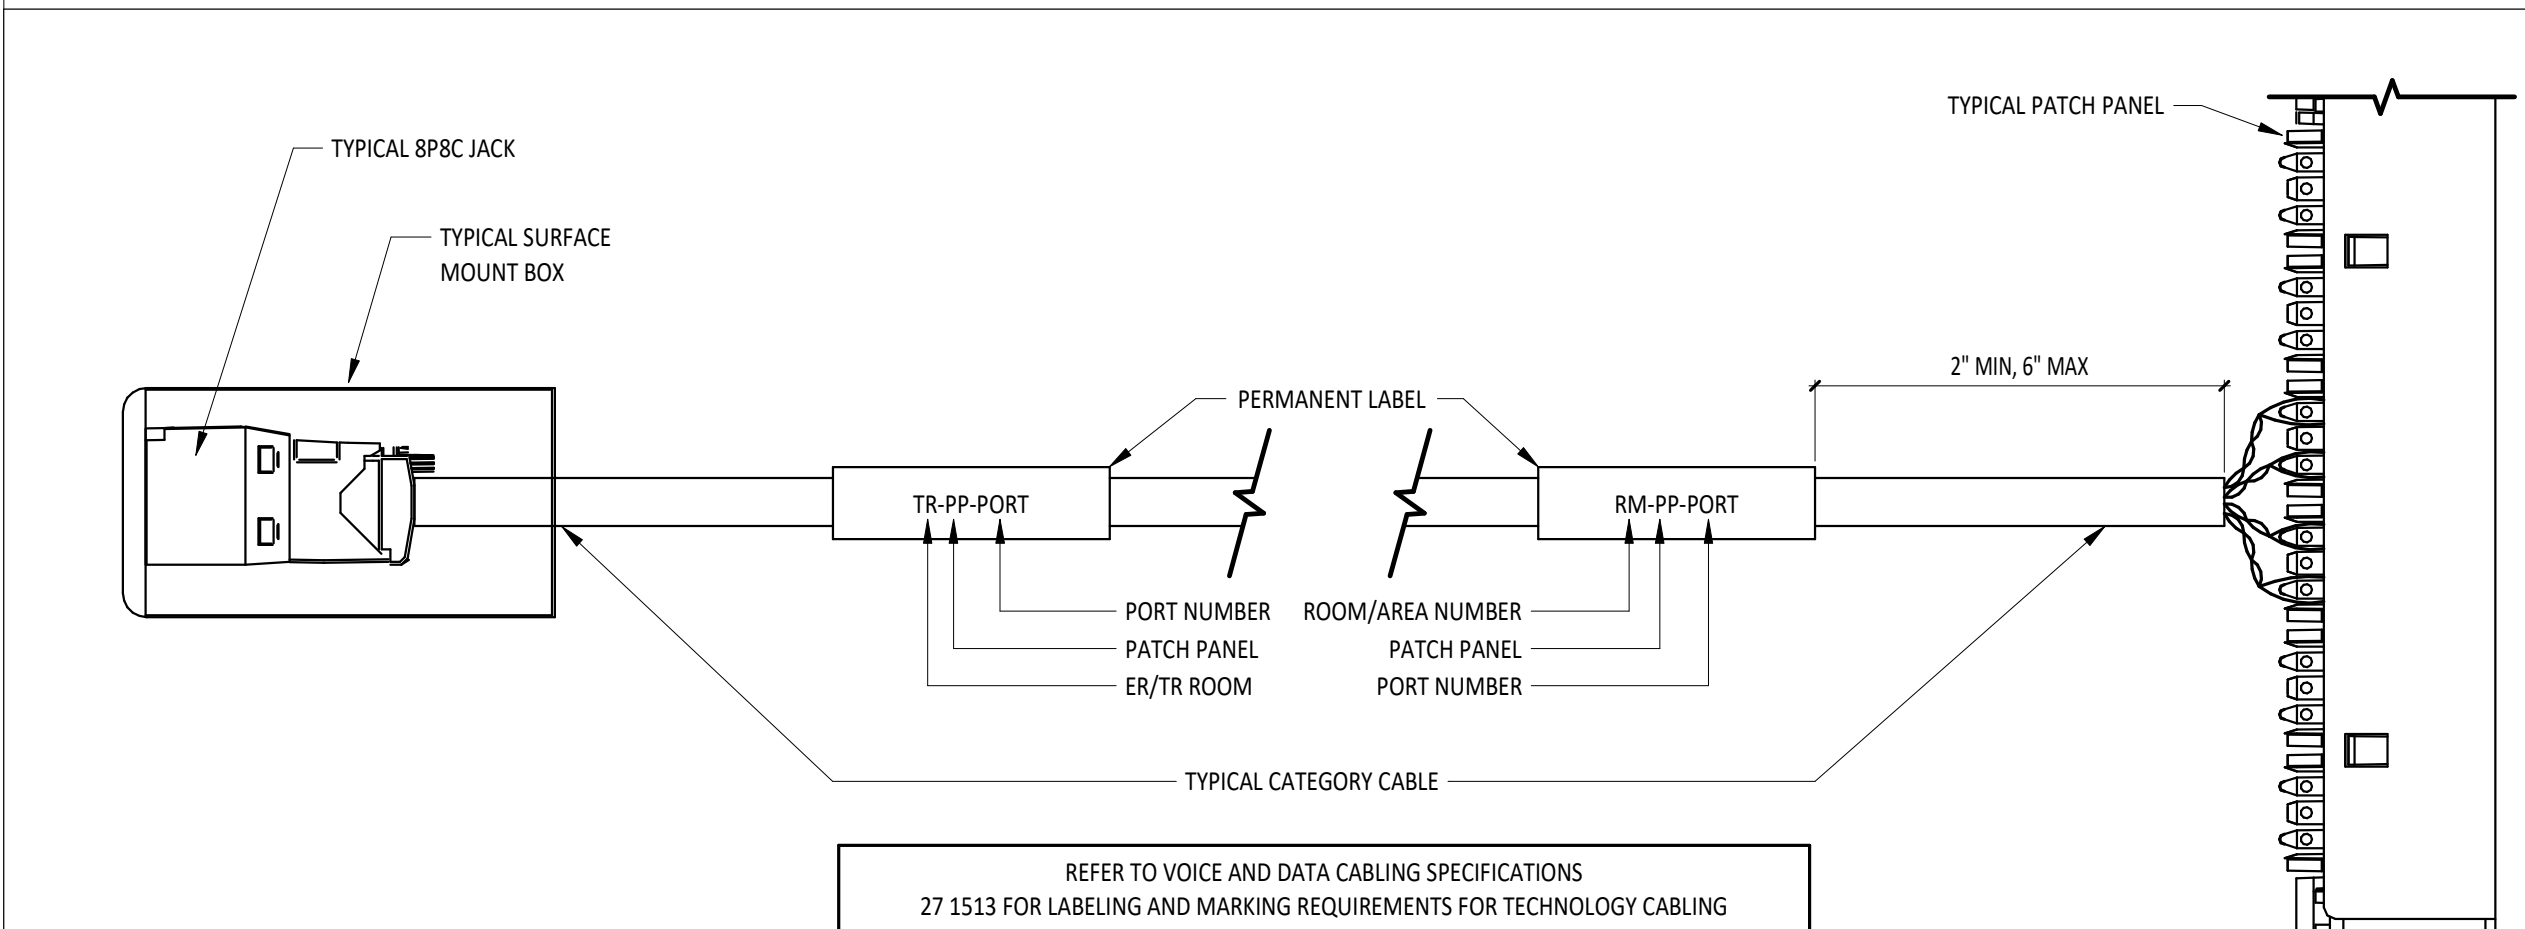 TYPICAL PATCH PANEL
TYPICAL 8P8C JACK
TYPICAL SURFACE
MOUNT BOX
2" MIN, 6" MAX
PERMANENT LABEL
TR-PP-PORT
RM-PP-PORT
PORT NUMBER
PATCH PANEL
ER/TR ROOM
ROOM/AREA NUMBER
PATCH PANEL
PORT NUMBER
TYPICAL CATEGORY CABLE
REFER TO VOICE AND DATA CABLING SPECIFICATIONS
27 1513 FOR LABELING AND MARKING REQUIREMENTS FOR TECHNOLOGY CABLING